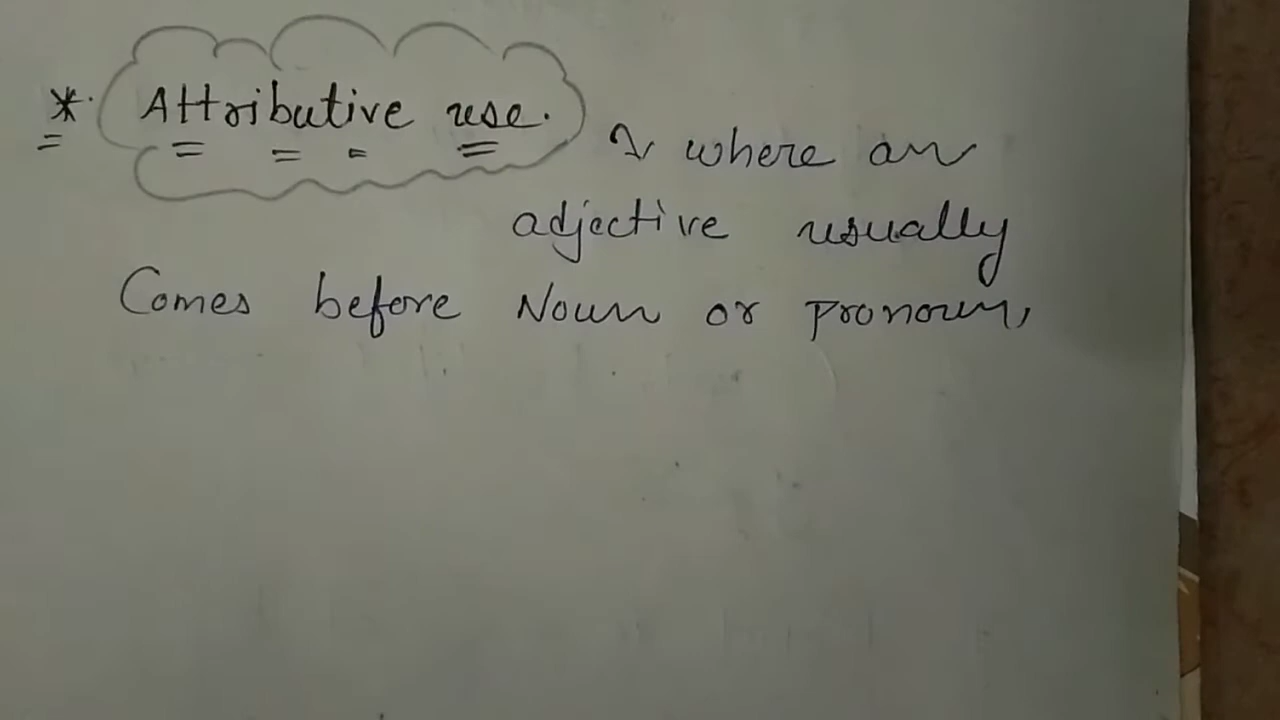 *. Attributive use.
where an
adjective usually
Comes before Noun or pronoun,